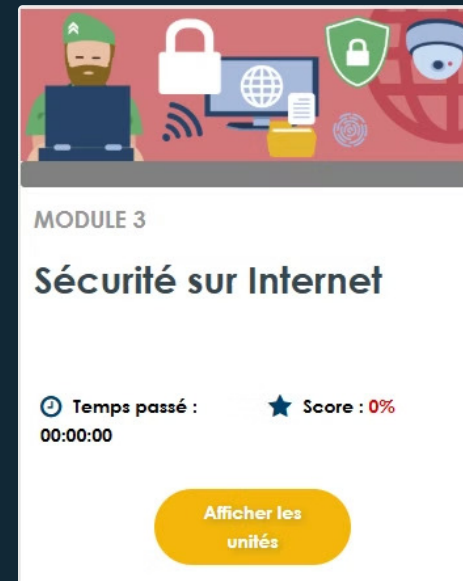 MODULE 3
Sécurité sur Internet
Temps passé :
00:00:00
Score : 0%
Afficher les
unités